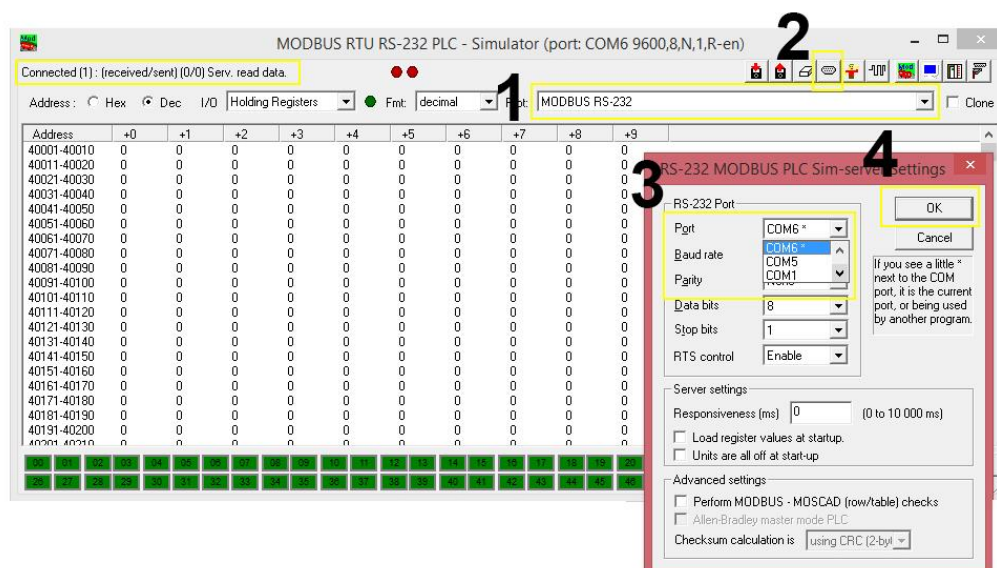 MODBUS RTU RS-232 PLC - Simulator (port: COM6 9600,8,N,1,R-en)
2
Connected (1) : (received/sent) (0/0) Serv. read data.
1
Address : Hex Dec I/O Holding Registers Fmt: decimal Prot: MODBUS RS-232 Clone
Address +0 +1 +2 +3 +4 +5 +6 +7 +8 +9
40001-40010 0 0 0 0 0 0 0 0 0 0
40011-40020 0 0 0 0 0 0 0 0 0 0
40021-40030 0 0 0 0 0 0 0 0 0 0
40031-40040 0 0 0 0 0 0 0 0 0 0
40041-40050 0 0 0 0 0 0 0 0 0 0
40051-40060 0 0 0 0 0 0 0 0 0 0
40061-40070 0 0 0 0 0 0 0 0 0 0
40071-40080 0 0 0 0 0 0 0 0 0 0
40081-40090 0 0 0 0 0 0 0 0 0 0
40091-40100 0 0 0 0 0 0 0 0 0 0
40101-40110 0 0 0 0 0 0 0 0 0 0
40111-40120 0 0 0 0 0 0 0 0 0 0
40121-40130 0 0 0 0 0 0 0 0 0 0
40131-40140 0 0 0 0 0 0 0 0 0 0
40141-40150 0 0 0 0 0 0 0 0 0 0
40151-40160 0 0 0 0 0 0 0 0 0 0
40161-40170 0 0 0 0 0 0 0 0 0 0
40171-40180 0 0 0 0 0 0 0 0 0 0
40181-40190 0 0 0 0 0 0 0 0 0 0
40191-40200 0 0 0 0 0 0 0 0 0 0
40201-40210 0 0 0 0 0 0 0 0 0 0
00 01 02 03 04 05 06 07 08 09 10 11 12 13 14 15 16 17 18 19 20
26 27 28 29 30 31 32 33 34 35 36 37 38 39 40 41 42 43 44 45 46
3
4
RS-232 MODBUS PLC Sim-server Settings
RS-232 Port
Port COM6 *
COM6 *
COM5
COM1
Baud rate
Parity None
Data bits 8
Stop bits 1
RTS control Enable
OK
Cancel
If you see a little *
next to the COM
port, it is the current
port, or being used
by another program.
Server settings
Responsiveness (ms) 0 (0 to 10 000 ms)
Load register values at startup.
Units are all off at start-up
Advanced settings
Perform MODBUS - MOSCAD (row/table) checks
Allen-Bradley master mode PLC
Checksum calculation is using CRC (2-byt